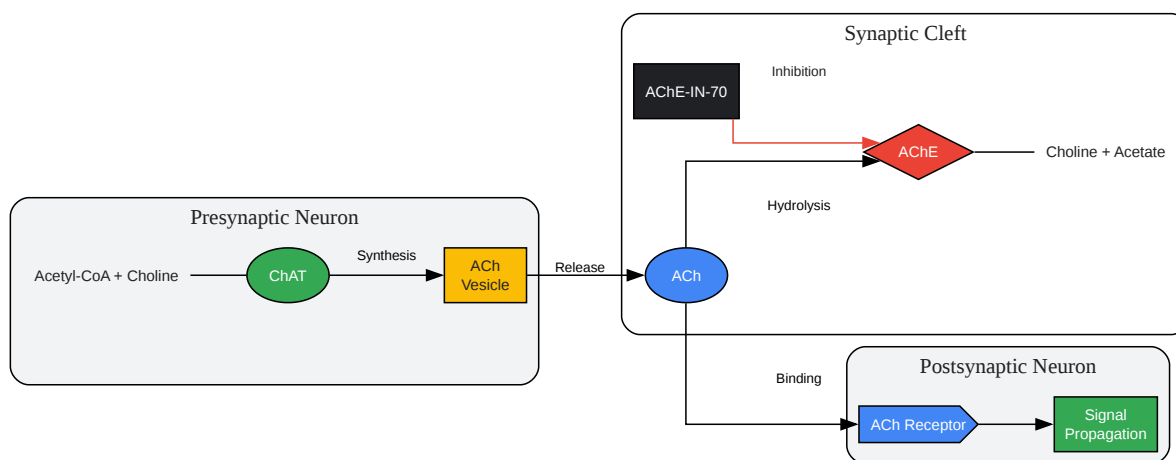 Synaptic Cleft
AChE-IN-70
Inhibition
AChE
Choline + Acetate
Hydrolysis
Presynaptic Neuron
Acetyl-CoA + Choline
ChAT
Synthesis
ACh
Vesicle
Release
ACh
Binding
Postsynaptic Neuron
ACh Receptor
Signal
Propagation